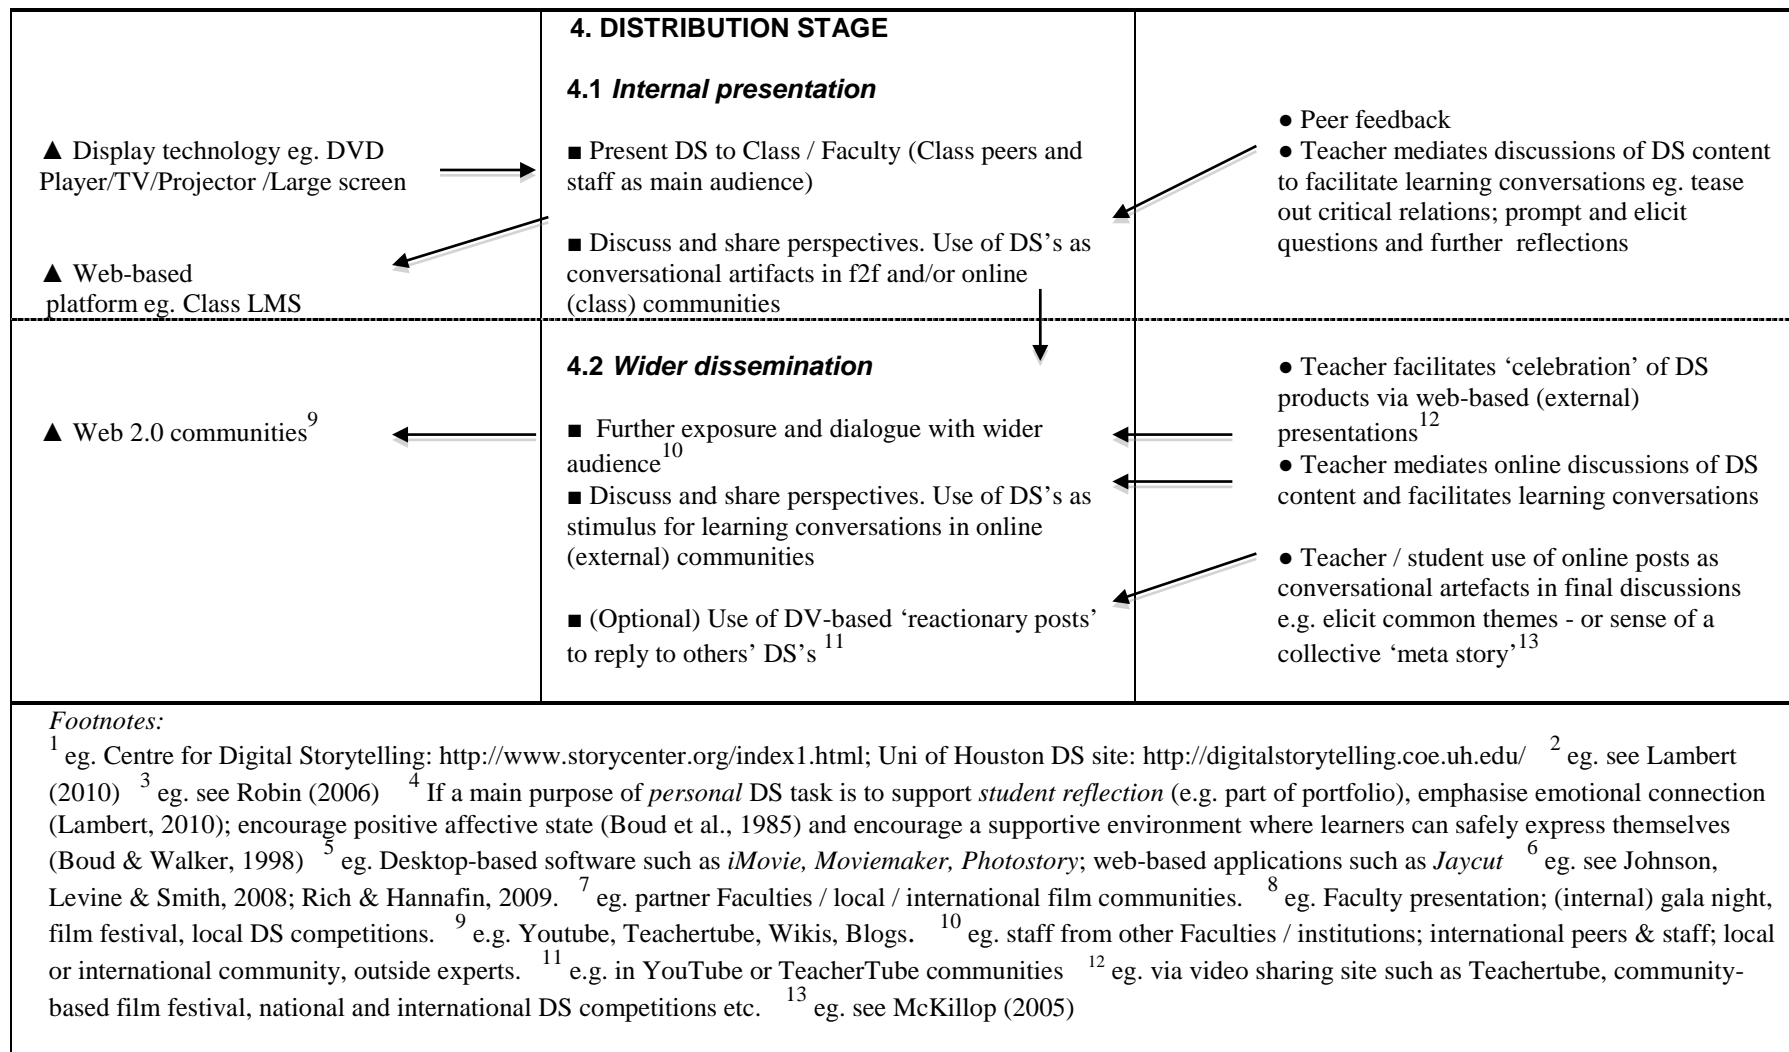 4. DISTRIBUTION STAGE
4.1 Internal presentation
▲ Display technology eg. DVD
Player/TV/Projector /Large screen
▲ Web-based
platform eg. Class LMS
■ Present DS to Class / Faculty (Class peers and
staff as main audience)
■ Discuss and share perspectives. Use of DS's as
conversational artifacts in f2f and/or online
(class) communities
● Peer feedback
● Teacher mediates discussions of DS content
to facilitate learning conversations eg. tease
out critical relations; prompt and elicit
questions and further reflections
4.2 Wider dissemination
▲ Web 2.0 communities9
■ Further exposure and dialogue with wider
audience10
■ Discuss and share perspectives. Use of DS's as
stimulus for learning conversations in online
(external) communities
■ (Optional) Use of DV-based ‘reactionary posts’
to reply to others’ DS's 11
● Teacher facilitates ‘celebration’ of DS
products via web-based (external)
presentations12
● Teacher mediates online discussions of DS
content and facilitates learning conversations
● Teacher / student use of online posts as
conversational artefacts in final discussions
e.g. elicit common themes - or sense of a
collective ‘meta story’13
Footnotes:
1 eg. Centre for Digital Storytelling: http://www.storycenter.org/index1.html; Uni of Houston DS site: http://digitalstorytelling.coe.uh.edu/ 2 eg. see Lambert
(2010) 3 eg. see Robin (2006) 4 If a main purpose of personal DS task is to support student reflection (e.g. part of portfolio), emphasise emotional connection
(Lambert, 2010); encourage positive affective state (Boud et al., 1985) and encourage a supportive environment where learners can safely express themselves
(Boud & Walker, 1998) 5 eg. Desktop-based software such as iMovie, Moviemaker, Photostory; web-based applications such as Jaycut 6 eg. see Johnson,
Levine & Smith, 2008; Rich & Hannafin, 2009. 7 eg. partner Faculties / local / international film communities. 8 eg. Faculty presentation; (internal) gala night,
film festival, local DS competitions. 9 e.g. Youtube, Teachertube, Wikis, Blogs. 10 eg. staff from other Faculties / institutions; international peers & staff; local
or international community, outside experts. 11 e.g. in YouTube or TeacherTube communities 12 eg. via video sharing site such as Teachertube, community-
based film festival, national and international DS competitions etc. 13 eg. see McKillop (2005)